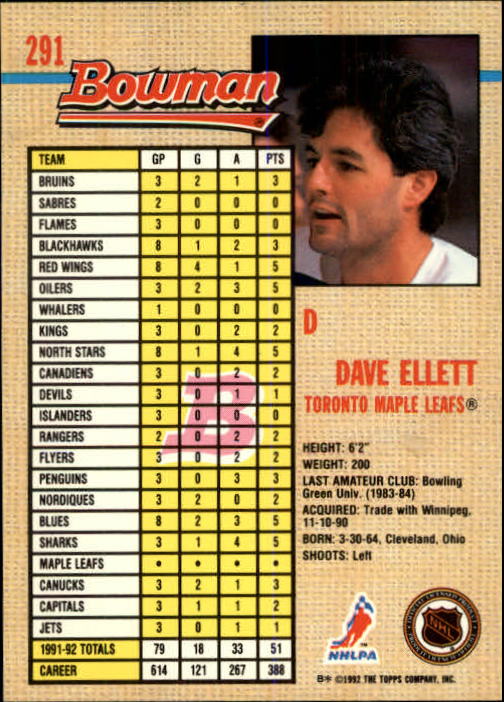 291
Bowman®
TEAM GP G A PTS
BRUINS 3 2 1 3
SABRES 2 0 0 0
FLAMES 3 0 0 0
BLACKHAWKS 8 1 2 3
RED WINGS 8 4 1 5
OILERS 3 2 3 5
WHALERS 1 0 0 0
KINGS 3 0 2 2
NORTH STARS 8 1 4 5
CANADIENS 3 0 2 2
DEVILS 3 0 1 1
ISLANDERS 3 0 0 0
RANGERS 2 0 2 2
FLYERS 3 0 2 2
PENGUINS 3 0 3 3
NORDIQUES 3 2 0 2
BLUES 8 2 3 5
SHARKS 3 1 4 5
MAPLE LEAFS • • • •
CANUCKS 3 2 1 3
CAPITALS 3 1 1 2
JETS 3 0 1 1
1991-92 TOTALS 79 18 33 51
CAREER 614 121 267 388
B
D
DAVE ELLETT
TORONTO MAPLE LEAFS®
HEIGHT: 6'2"
WEIGHT: 200
LAST AMATEUR CLUB: Bowling
Green Univ. (1983-84)
ACQUIRED: Trade with Winnipeg,
11-10-90
BORN: 3-30-64, Cleveland, Ohio
SHOOTS: Left
NHLPA
TM
NHL
B* ©1992 THE TOPPS COMPANY, INC.